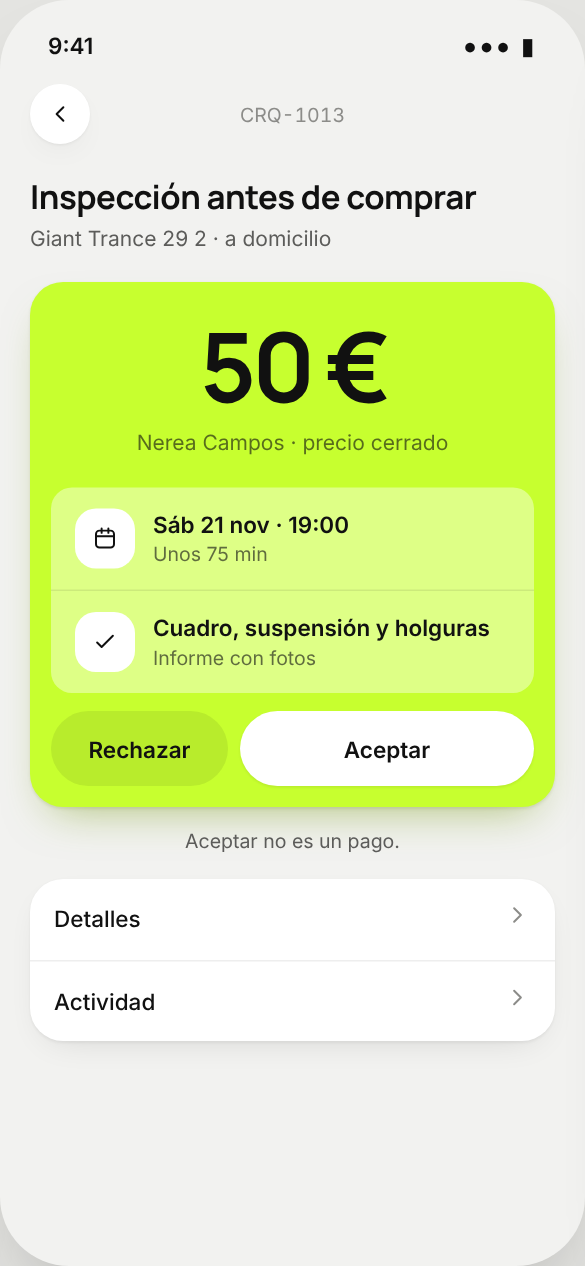 9:41
CRQ-1013
Inspección antes de comprar
Giant Trance 29 2 · a domicilio
50 €
Nerea Campos · precio cerrado
Sáb 21 nov · 19:00
Unos 75 min
Cuadro, suspensión y holguras
Informe con fotos
Rechazar
Aceptar
Aceptar no es un pago.
Detalles
Actividad